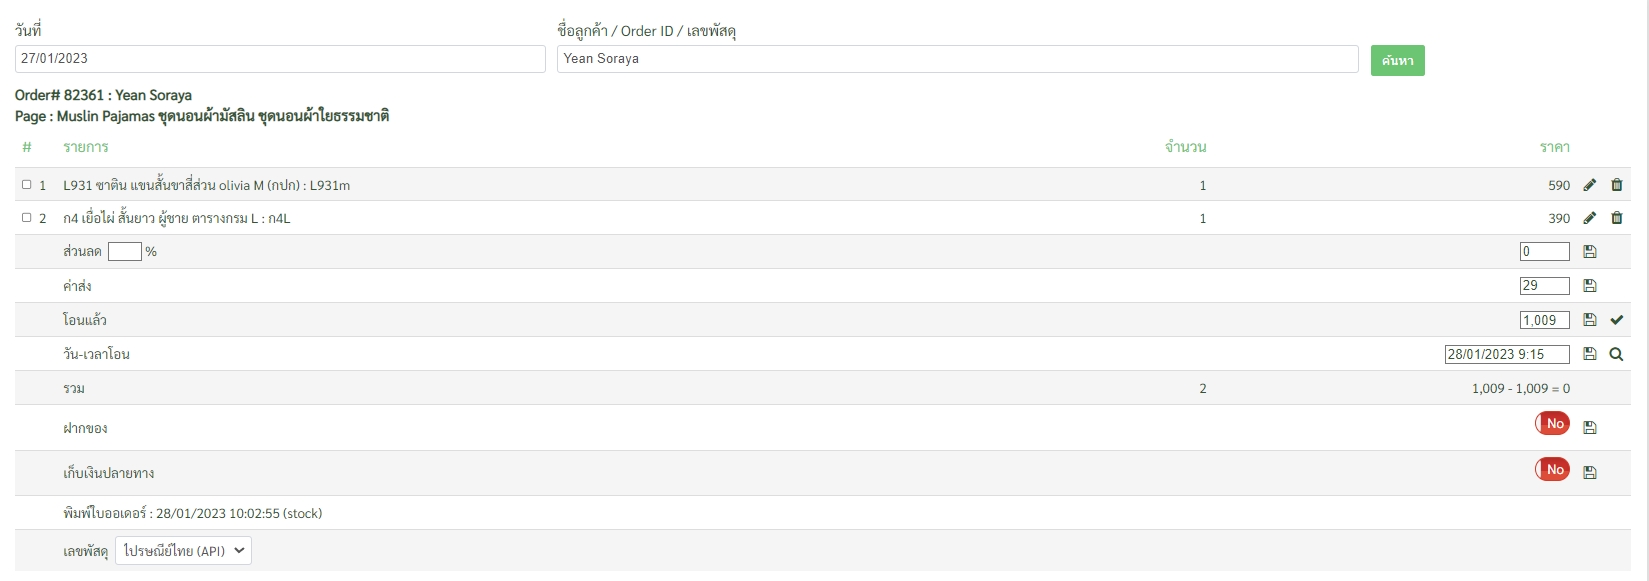 วันที่ ชื่อลูกค้า / Order ID / เลขพัสดุ
27/01/2023 Yean Soraya ค้นหา
Order# 82361 : Yean Soraya
Page : Muslin Pajamas ชุดนอนผ้ามัสลิน ชุดนอนผ้าใยธรรมชาติ
# รายการ จำนวน ราคา
1 L931 ซาติน แขนสั้นขาสี่ส่วน olivia M (กปก) : L931m 1 590
2 ก4 เยื่อไผ่ สั้นยาว ผู้ชาย ตารางกรม L : ก4L 1 390
ส่วนลด % 0
ค่าส่ง 29
โอนแล้ว 1,009
วัน-เวลาโอน 28/01/2023 9:15
รวม 2 1,009 - 1,009 = 0
ฝากของ No
เก็บเงินปลายทาง No
พิมพ์ใบออเดอร์ : 28/01/2023 10:02:55 (stock)
เลขพัสดุ ไปรษณีย์ไทย (API)